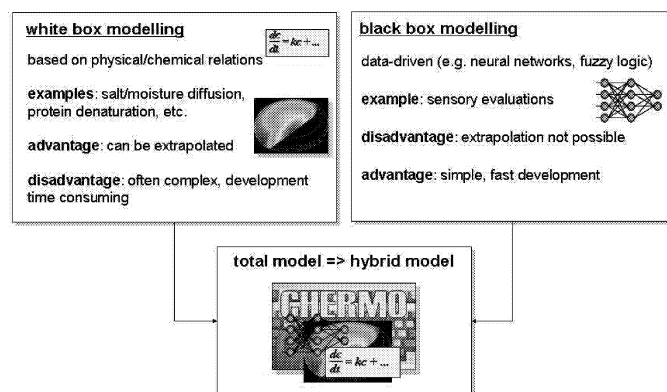 white box modelling
dc/dt = kc + ...
based on physical/chemical relations
examples: salt/moisture diffusion,
protein denaturation, etc.
advantage: can be extrapolated
disadvantage: often complex, development
time consuming
black box modelling
data-driven (e.g. neural networks, fuzzy logic)
example: sensory evaluations
disadvantage: extrapolation not possible
advantage: simple, fast development
total model => hybrid model
CHERMO
dc/dt = kc + ...